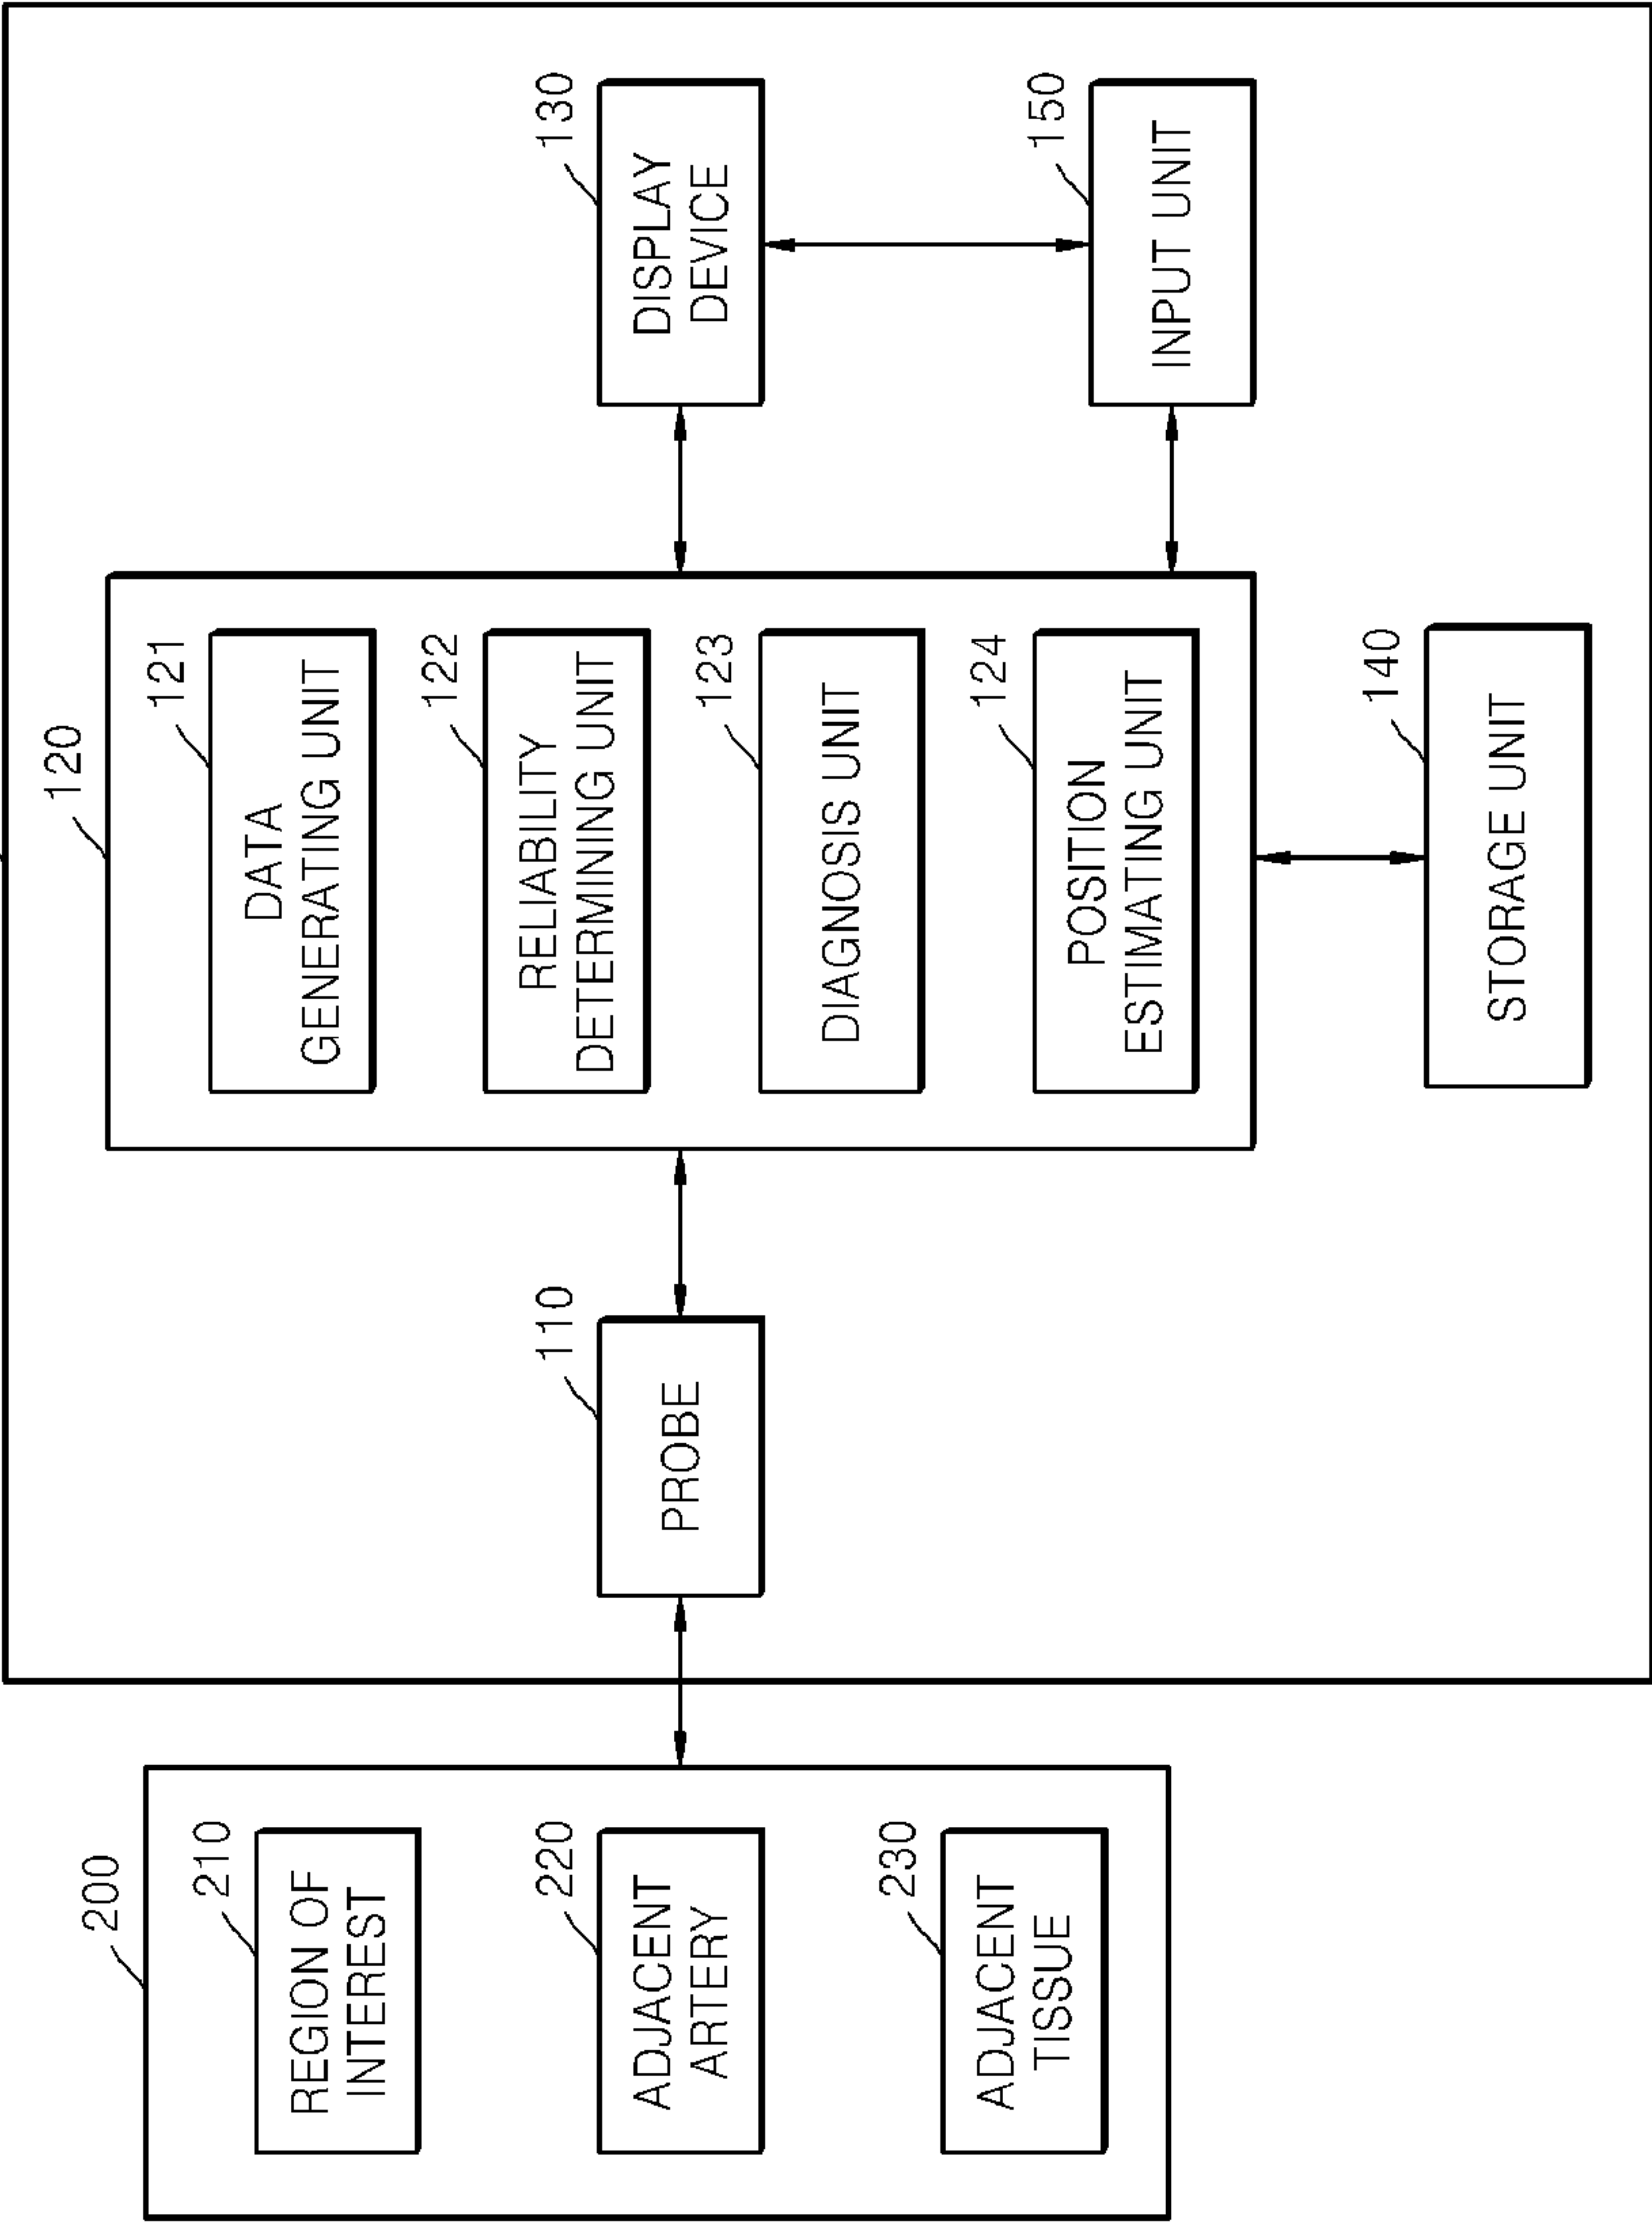 200
210
REGION OF
INTEREST
220
ADJACENT
ARTERY
230
ADJACENT
TISSUE
110
PROBE
120
121
DATA
GENERATING UNIT
122
RELIABILITY
DETERMINING UNIT
123
DIAGNOSIS UNIT
124
POSITION
ESTIMATING UNIT
140
STORAGE UNIT
130
DISPLAY
DEVICE
150
INPUT UNIT